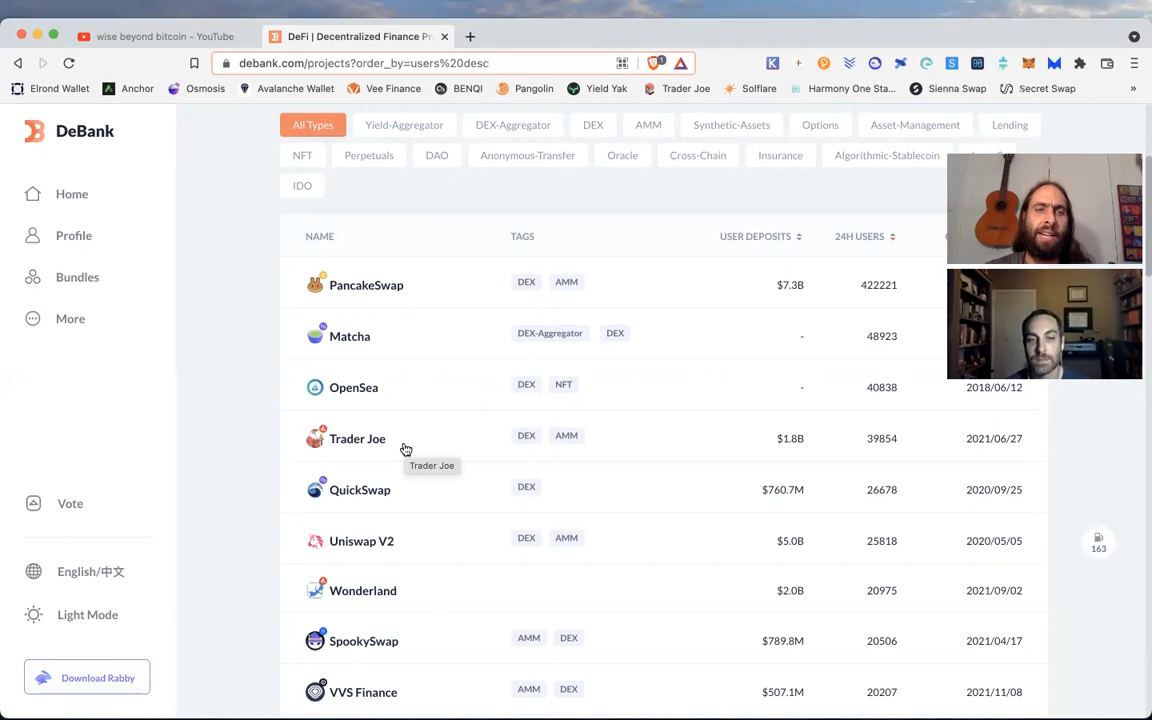 wise beyond bitcoin - YouTube
DeFi | Decentralized Finance Pr
debank.com/projects?order_by=users%20desc
1
Elrond Wallet Anchor Osmosis Avalanche Wallet Vee Finance BENQI Pangolin Yield Yak Trader Joe Solflare Harmony One Sta... Sienna Swap Secret Swap »
DeBank
Home
Profile
Bundles
More
Vote
English/中文
Light Mode
Download Rabby
All Types Yield-Aggregator DEX-Aggregator DEX AMM Synthetic-Assets Options Asset-Management Lending
NFT Perpetuals DAO Anonymous-Transfer Oracle Cross-Chain Insurance Algorithmic-Stablecoin
IDO
NAME TAGS USER DEPOSITS 24H USERS
PancakeSwap DEX AMM $7.3B 422221
Matcha DEX-Aggregator DEX - 48923
OpenSea DEX NFT - 40838 2018/06/12
Trader Joe DEX AMM $1.8B 39854 2021/06/27
Trader Joe
QuickSwap DEX $760.7M 26678 2020/09/25
Uniswap V2 DEX AMM $5.0B 25818 2020/05/05
163
Wonderland $2.0B 20975 2021/09/02
SpookySwap AMM DEX $789.8M 20506 2021/04/17
VVS Finance AMM DEX $507.1M 20207 2021/11/08